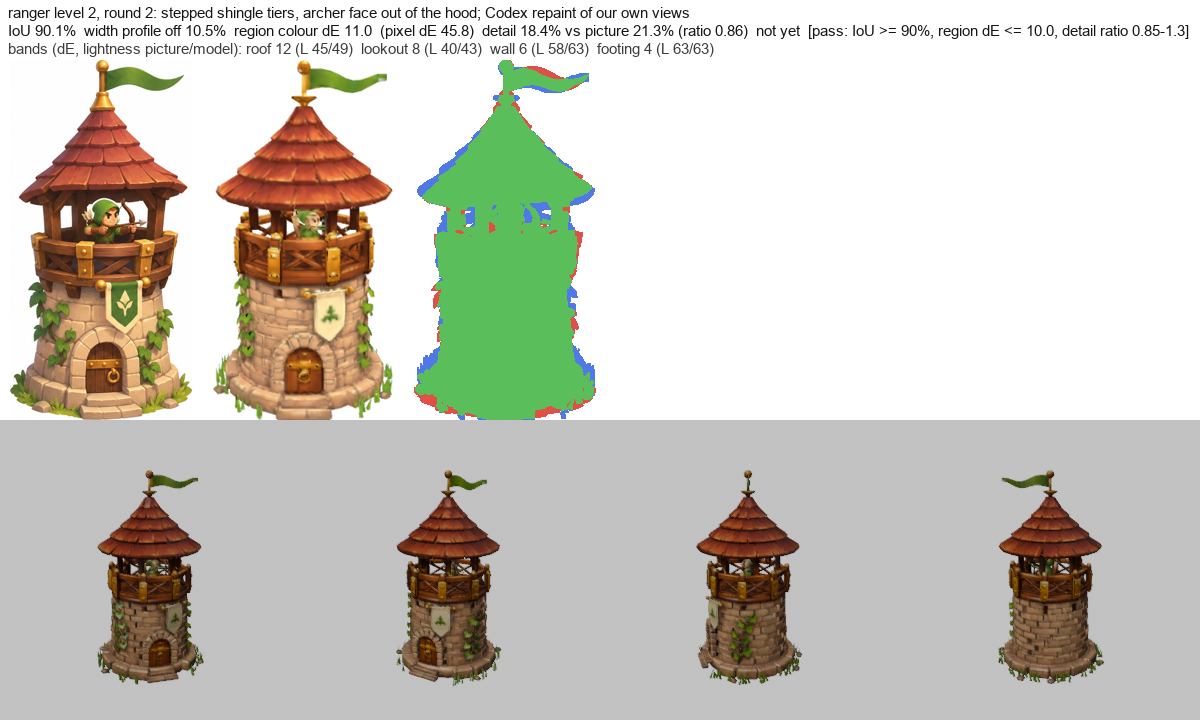 ranger level 2, round 2: stepped shingle tiers, archer face out of the hood; Codex repaint of our own views
IoU 90.1%  width profile off 10.5%  region colour dE 11.0  (pixel dE 45.8)  detail 18.4% vs picture 21.3% (ratio 0.86)  not yet  [pass: IoU >= 90%, region dE <= 10.0, detail ratio 0.85-1.3]
bands (dE, lightness picture/model): roof 12 (L 45/49)  lookout 8 (L 40/43)  wall 6 (L 58/63)  footing 4 (L 63/63)